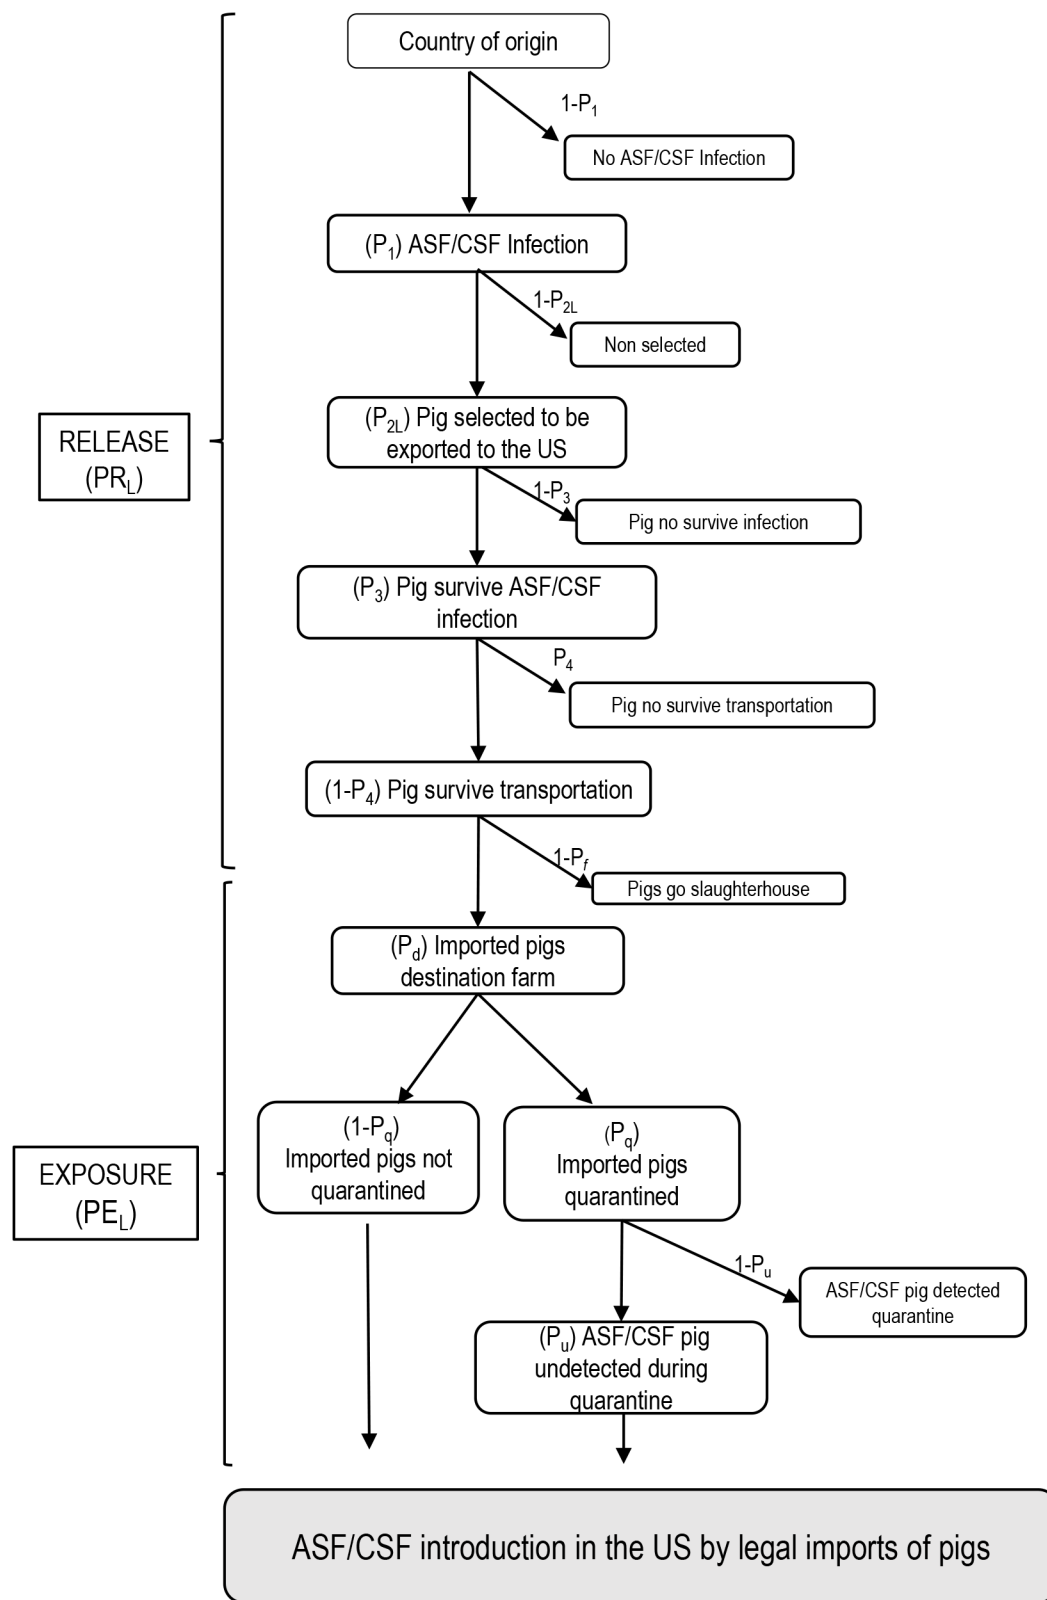 Country of origin
1-P1
No ASF/CSF Infection
(P1) ASF/CSF Infection
1-P2L
Non selected
(P2L) Pig selected to be
exported to the US
RELEASE
(PRL)
1-P3
Pig no survive infection
(P3) Pig survive ASF/CSF
infection
P4
Pig no survive transportation
(1-P4) Pig survive transportation
1-Pf
Pigs go slaughterhouse
(Pd) Imported pigs
destination farm
(1-Pq)
Imported pigs not
quarantined
(Pq)
Imported pigs
quarantined
EXPOSURE
(PEL)
1-Pu
ASF/CSF pig detected
quarantine
(Pu) ASF/CSF pig
undetected during
quarantine
ASF/CSF introduction in the US by legal imports of pigs